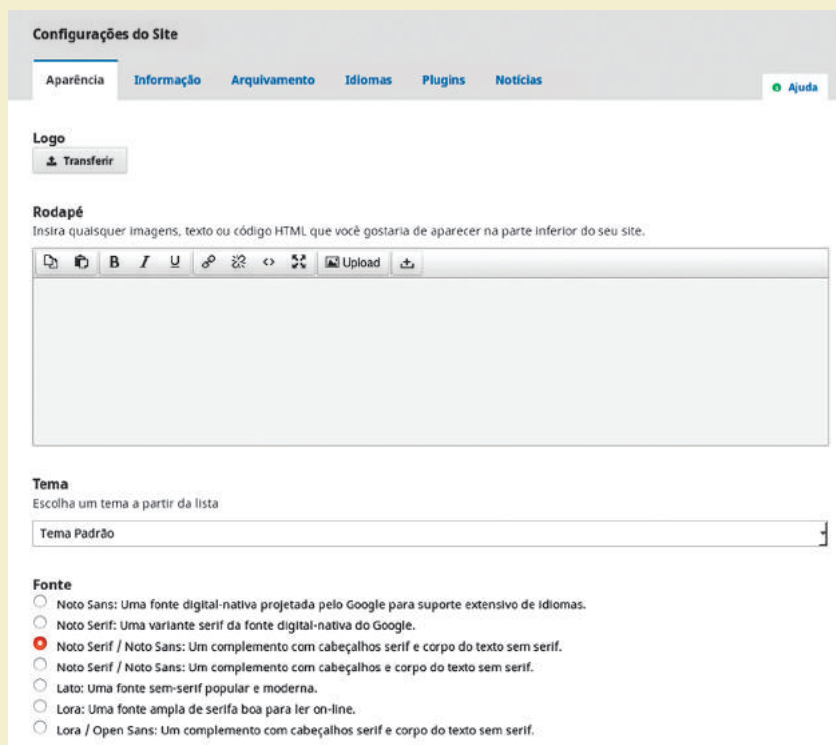 Configurações do Site
Aparência Informação Arquivamento Idiomas Plugins Notícias
Ajuda
Logo
Transferir
Rodapé
Insira quaisquer imagens, texto ou código HTML que você gostaria de aparecer na parte inferior do seu site.
B I U Upload
Tema
Escolha um tema a partir da lista
Tema Padrão
Fonte
Noto Sans: Uma fonte digital-nativa projetada pelo Google para suporte extensivo de idiomas.
Noto Serif: Uma variante serif da fonte digital-nativa do Google.
Noto Serif / Noto Sans: Um complemento com cabeçalhos serif e corpo do texto sem serif.
Noto Serif / Noto Sans: Um complemento com cabeçalhos e corpo do texto sem serif.
Lato: Uma fonte sem-serif popular e moderna.
Lora: Uma fonte ampla de serifa boa para ler on-line.
Lora / Open Sans: Um complemento com cabeçalhos serif e corpo do texto sem serif.